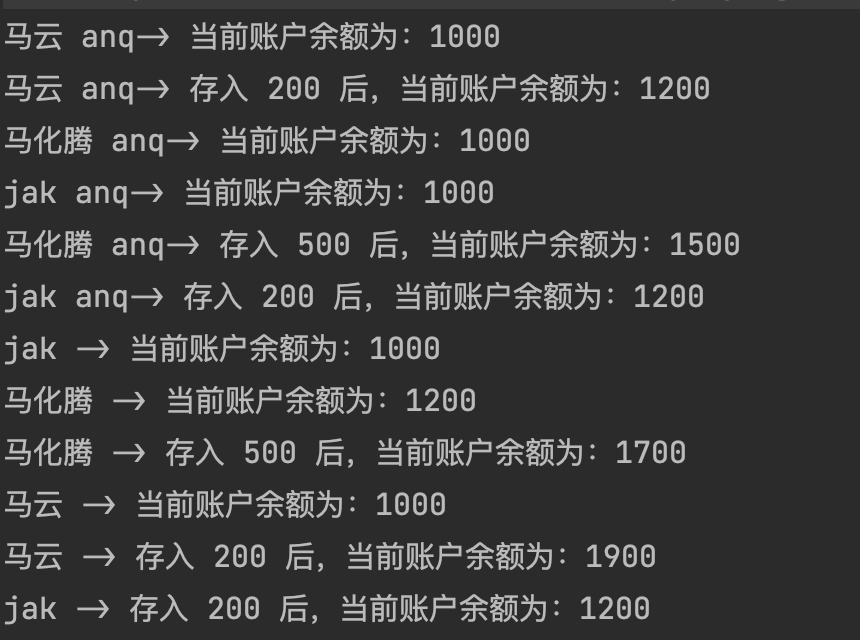 马云 anq-> 当前账户余额为：1000
马云 anq-> 存入 200 后，当前账户余额为：1200
马化腾 anq-> 当前账户余额为：1000
jak anq-> 当前账户余额为：1000
马化腾 anq-> 存入 500 后，当前账户余额为：1500
jak anq-> 存入 200 后，当前账户余额为：1200
jak -> 当前账户余额为：1000
马化腾 -> 当前账户余额为：1200
马化腾 -> 存入 500 后，当前账户余额为：1700
马云 -> 当前账户余额为：1000
马云 -> 存入 200 后，当前账户余额为：1900
jak -> 存入 200 后，当前账户余额为：1200